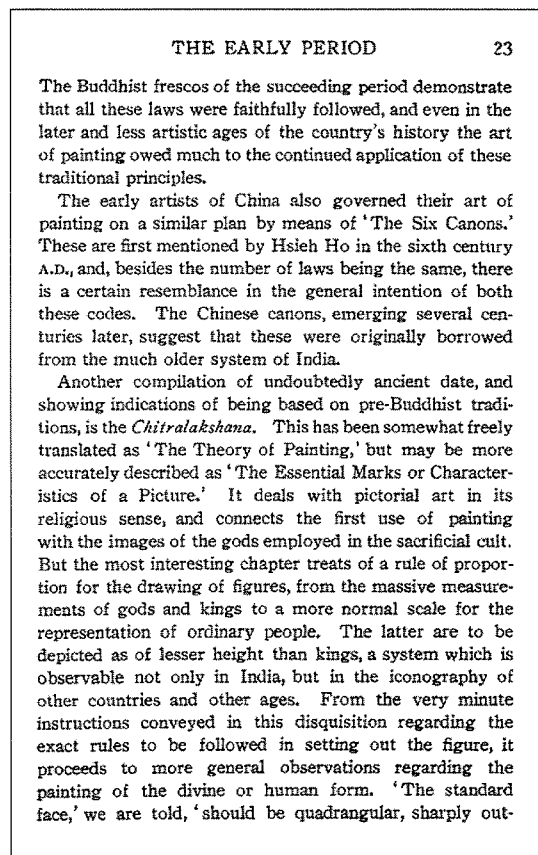 THE EARLY PERIOD 23
The Buddhist frescos of the succeeding period demonstrate
that all these laws were faithfully followed, and even in the
later and less artistic ages of the country's history the art
of painting owed much to the continued application of these
traditional principles.
The early artists of China also governed their art of
painting on a similar plan by means of 'The Six Canons.'
These are first mentioned by Hsieh Ho in the sixth century
A.D., and, besides the number of laws being the same, there
is a certain resemblance in the general intention of both
these codes. The Chinese canons, emerging several cen-
turies later, suggest that these were originally borrowed
from the much older system of India.
Another compilation of undoubtedly ancient date, and
showing indications of being based on pre-Buddhist tradi-
tions, is the Chitralakshana. This has been somewhat freely
translated as 'The Theory of Painting,' but may be more
accurately described as 'The Essential Marks or Character-
istics of a Picture.' It deals with pictorial art in its
religious sense, and connects the first use of painting
with the images of the gods employed in the sacrificial cult.
But the most interesting chapter treats of a rule of propor-
tion for the drawing of figures, from the massive measure-
ments of gods and kings to a more normal scale for the
representation of ordinary people. The latter are to be
depicted as of lesser height than kings, a system which is
observable not only in India, but in the iconography of
other countries and other ages. From the very minute
instructions conveyed in this disquisition regarding the
exact rules to be followed in setting out the figure, it
proceeds to more general observations regarding the
painting of the divine or human form. 'The standard
face,' we are told, 'should be quadrangular, sharply out-